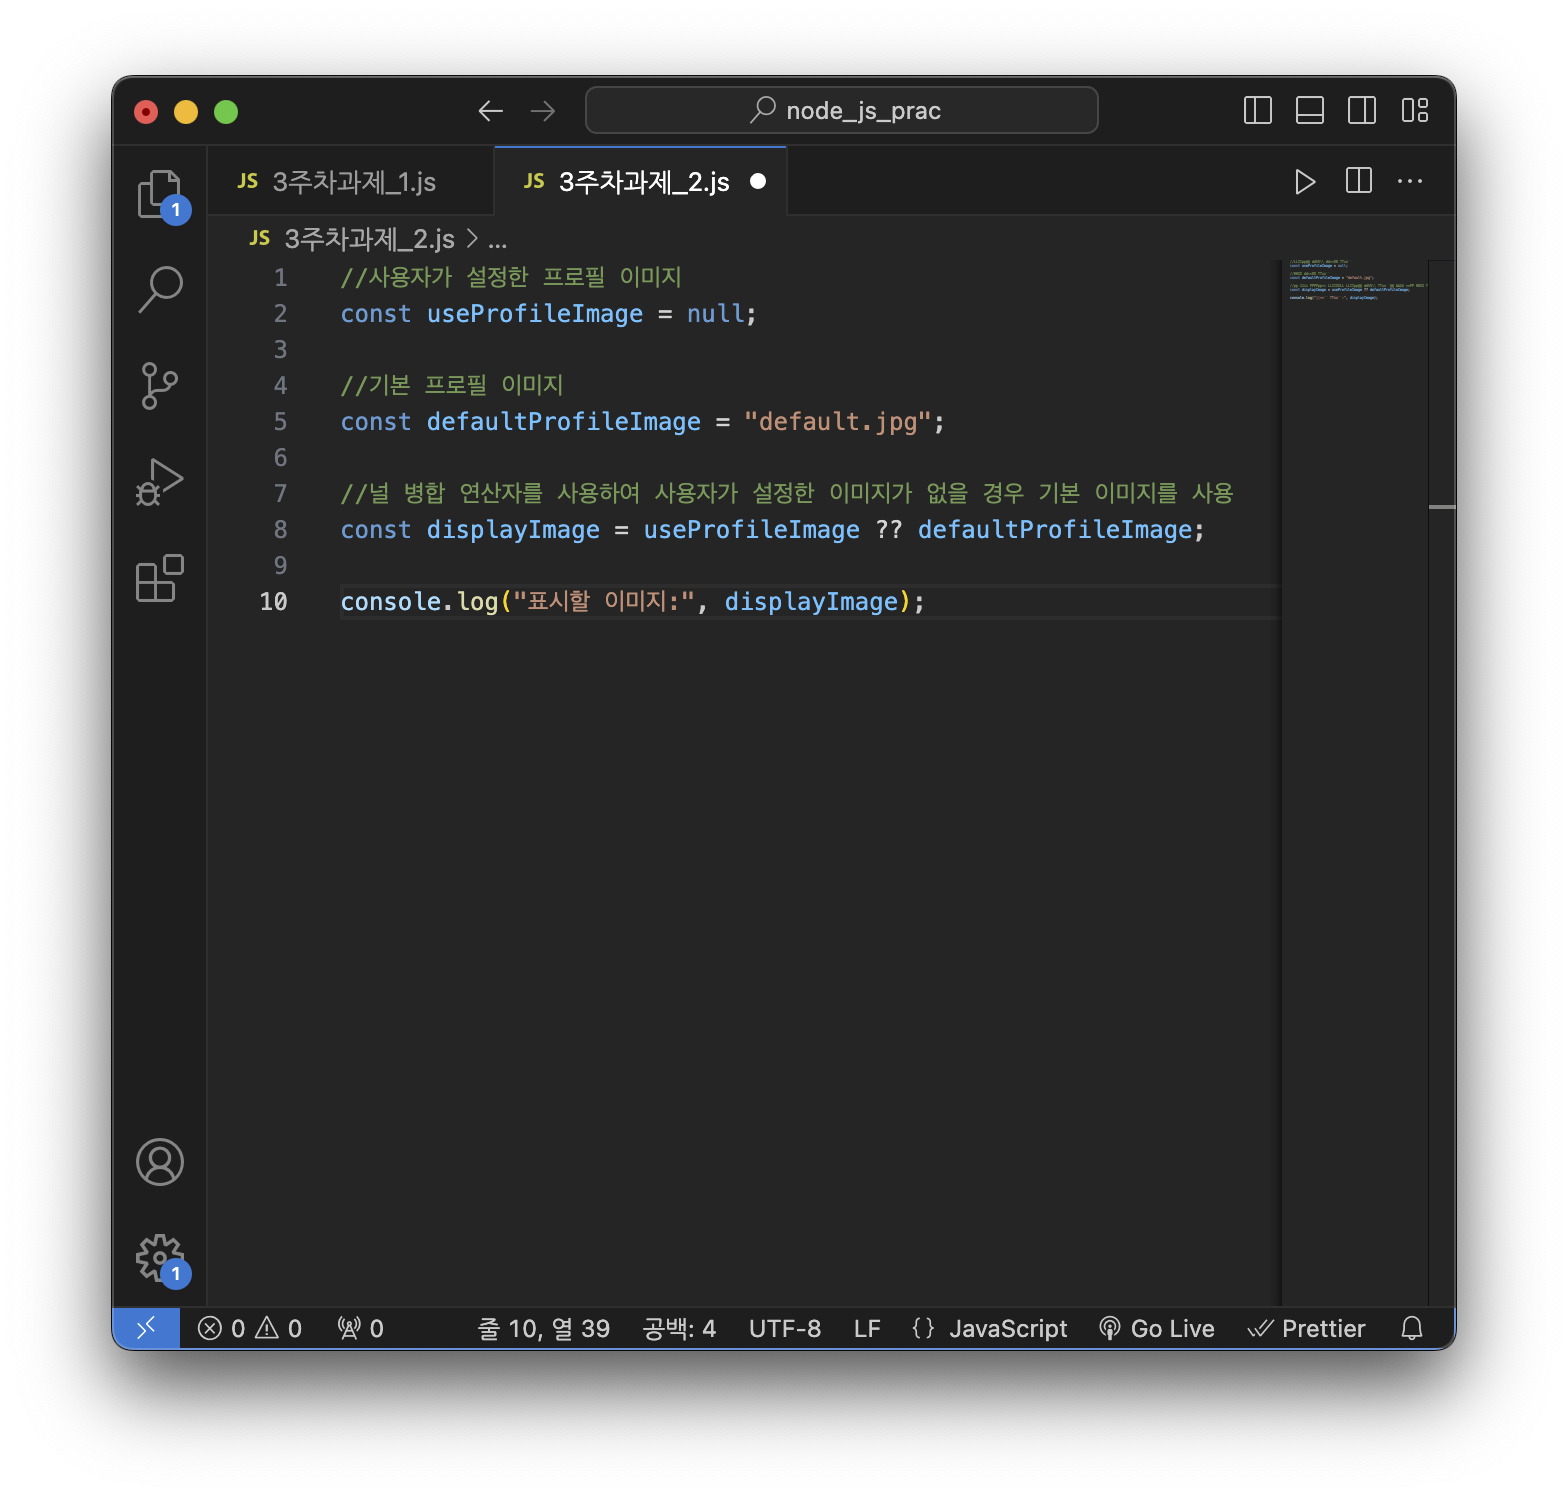 node_js_prac
JS 3주차과제_1.js JS 3주차과제_2.js
1
JS 3주차과제_2.js > ...
1 //사용자가 설정한 프로필 이미지
2 const useProfileImage = null;
3
4 //기본 프로필 이미지
5 const defaultProfileImage = "default.jpg";
6
7 //널 병합 연산자를 사용하여 사용자가 설정한 이미지가 없을 경우 기본 이미지를 사용
8 const displayImage = useProfileImage ?? defaultProfileImage;
9
10 console.log("표시할 이미지:", displayImage);
1
0 0 0 줄 10, 열 39 공백: 4 UTF-8 LF {} JavaScript Go Live Prettier